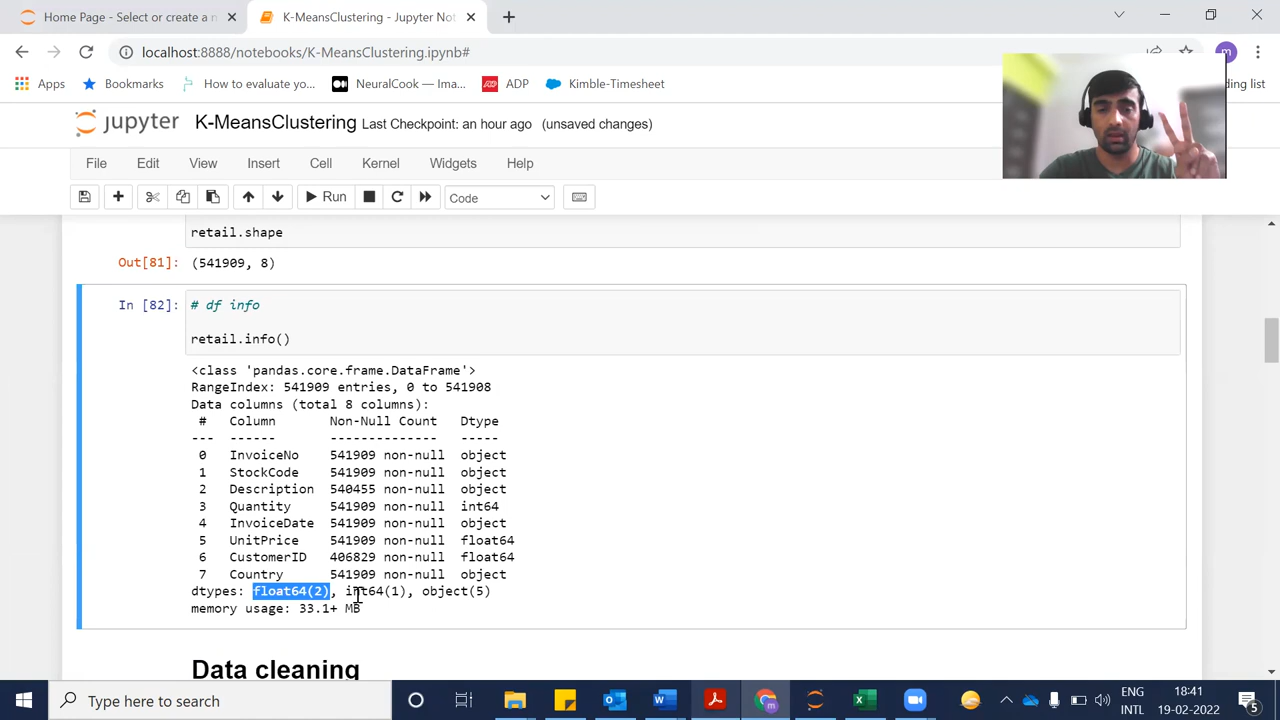 Home Page - Select or create a n
K-MeansClustering - Jupyter Not
localhost:8888/notebooks/K-MeansClustering.ipynb#
m
Apps
Bookmarks
How to evaluate you...
NeuralCook — Ima...
ADP
Kimble-Timesheet
ding list
jupyter
K-MeansClustering
Last Checkpoint: an hour ago
(unsaved changes)
File
Edit
View
Insert
Cell
Kernel
Widgets
Help
Run
Code
retail.shape
Out[81]:
(541909, 8)
In [82]:
# df info
retail.info()
<class 'pandas.core.frame.DataFrame'>
RangeIndex: 541909 entries, 0 to 541908
Data columns (total 8 columns):
# Column Non-Null Count Dtype
--- ------ -------------- -----
0 InvoiceNo 541909 non-null object
1 StockCode 541909 non-null object
2 Description 540455 non-null object
3 Quantity 541909 non-null int64
4 InvoiceDate 541909 non-null object
5 UnitPrice 541909 non-null float64
6 CustomerID 406829 non-null float64
7 Country 541909 non-null object
dtypes: float64(2), int64(1), object(5)
memory usage: 33.1+ MB
Data cleaning
Type here to search
ENG
INTL
18:41
19-02-2022
5